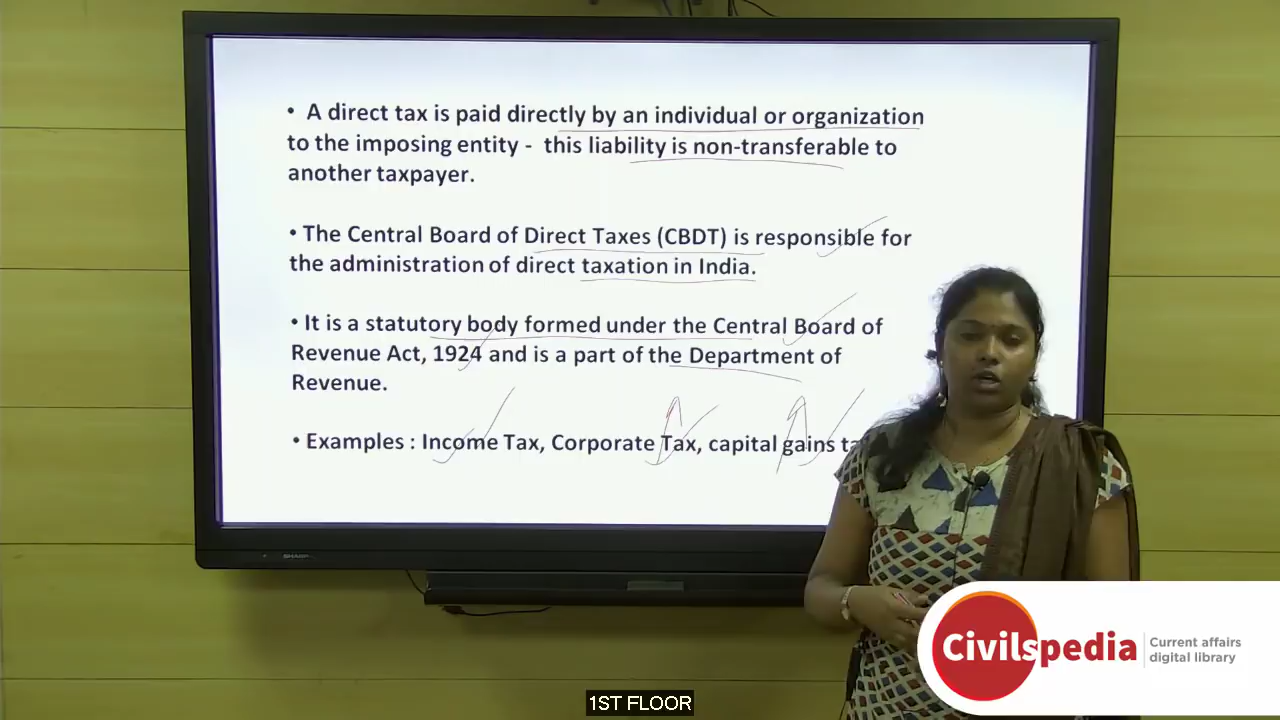 • A direct tax is paid directly by an individual or organization
to the imposing entity - this liability is non-transferable to
another taxpayer.
• The Central Board of Direct Taxes (CBDT) is responsible for
the administration of direct taxation in India.
• It is a statutory body formed under the Central Board of
Revenue Act, 1924 and is a part of the Department of
Revenue.
• Examples : Income Tax, Corporate Tax, capital gains
SHARP
Civilspedia
Current affairs
digital library
1ST FLOOR